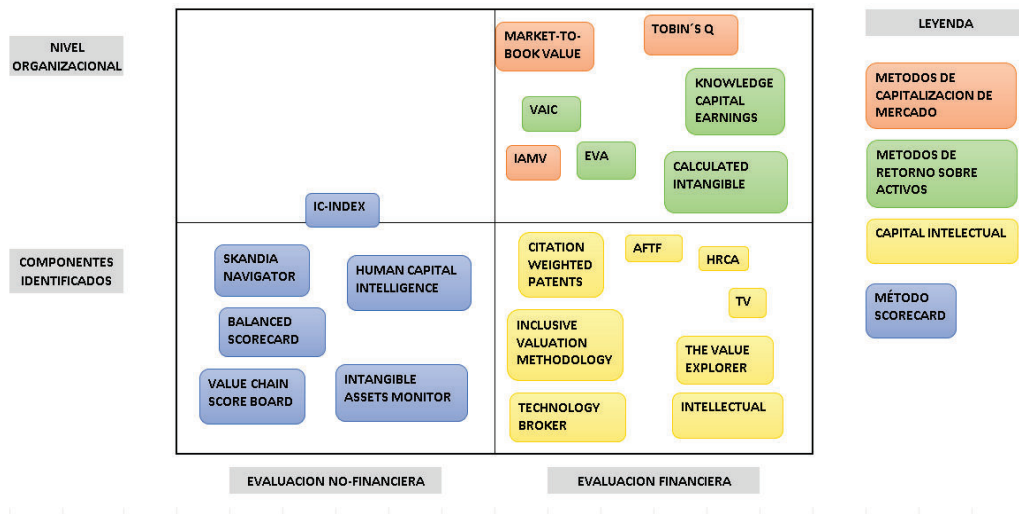 NIVEL
ORGANIZACIONAL
MARKET-TO-
BOOK VALUE
TOBIN´S Q
KNOWLEDGE
CAPITAL
EARNINGS
VAIC
IAMV
EVA
CALCULATED
INTANGIBLE
IC-INDEX
COMPONENTES
IDENTIFICADOS
SKANDIA
NAVIGATOR
HUMAN CAPITAL
INTELLIGENCE
BALANCED
SCORECARD
VALUE CHAIN
SCORE BOARD
INTANGIBLE
ASSETS MONITOR
CITATION
WEIGHTED
PATENTS
AFTF
HRCA
TV
INCLUSIVE
VALUATION
METHODOLOGY
THE VALUE
EXPLORER
TECHNOLOGY
BROKER
INTELLECTUAL
EVALUACION NO-FINANCIERA
EVALUACION FINANCIERA
LEYENDA
METODOS DE
CAPITALIZACION DE
MERCADO
METODOS DE
RETORNO SOBRE
ACTIVOS
CAPITAL INTELECTUAL
MÉTODO
SCORECARD